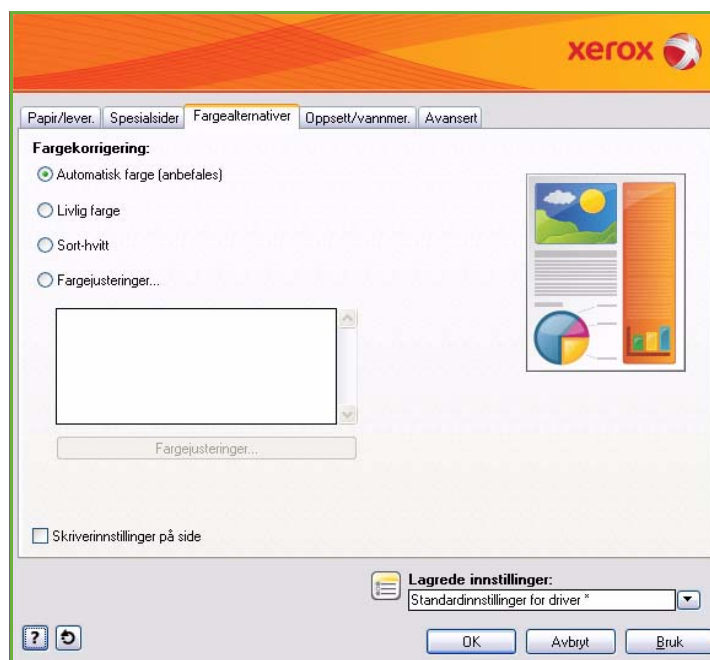 xerox
Papir/lever. Spesialsider Fargealternativer Oppsett/vannmer. Avansert
Fargekorrigering:
Automatisk farge (anbefales)
Livlig farge
Sort-hvitt
Fargejusteringer...
Fargejusteringer...
Skriverinnstillinger på side
Lagrede innstillinger:
Standardinnstillinger for driver *
? OK Avbryt Bruk